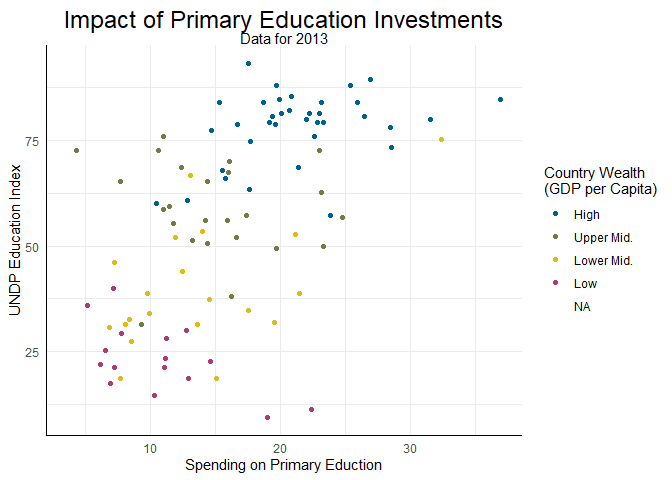 Impact of Primary Education Investments
Data for 2013
UNDP Education Index
75
50
25
10
20
30
Spending on Primary Eduction
Country Wealth
(GDP per Capita)
High
Upper Mid.
Lower Mid.
Low
NA